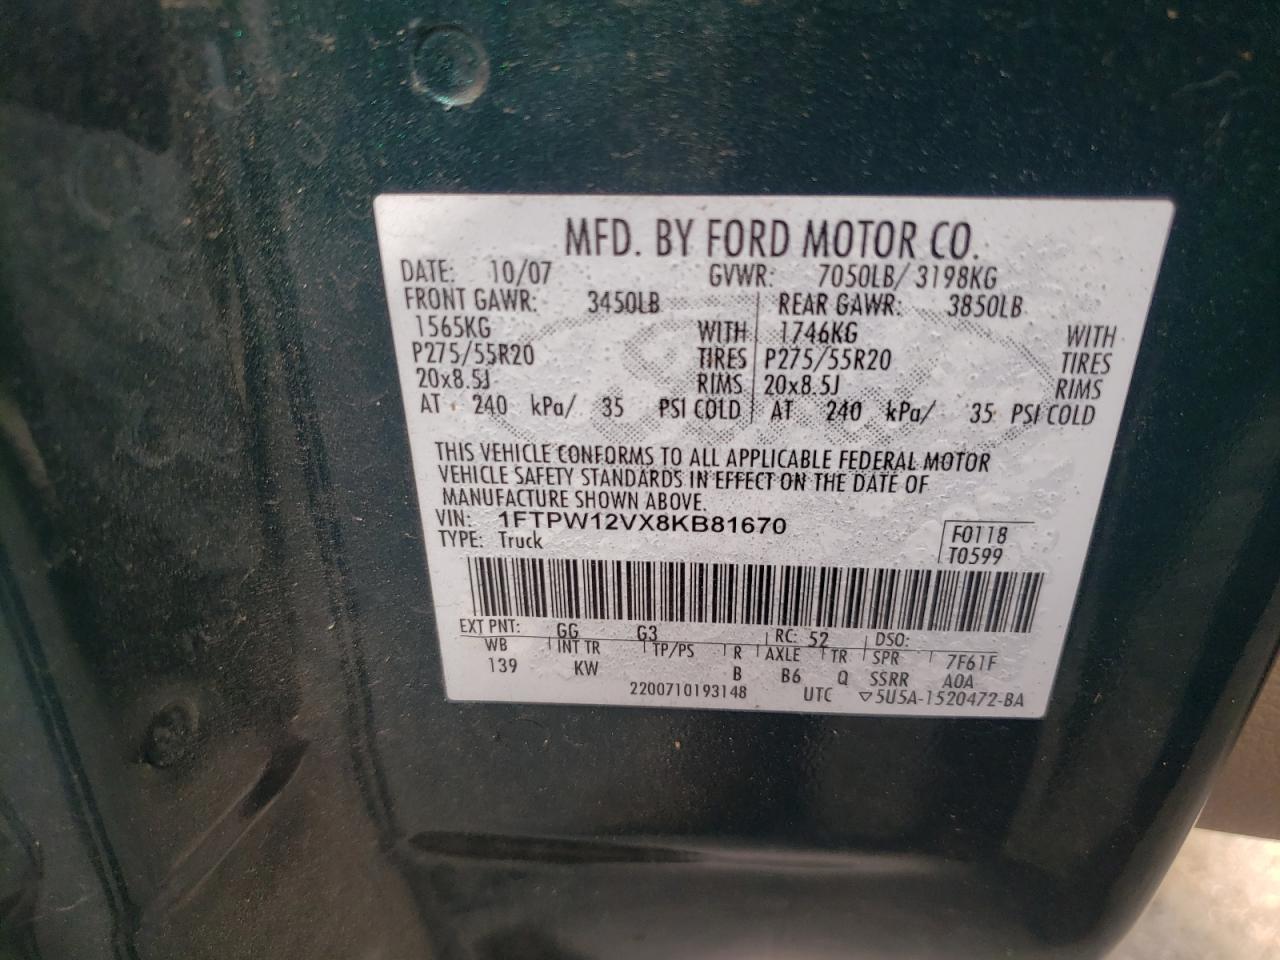 MFD. BY FORD MOTOR CO.
DATE: 10/07 GVWR: 7050LB/ 3198KG
FRONT GAWR: 3450LB REAR GAWR: 3850LB
1565KG WITH 1746KG WITH
P275/55R20 TIRES P275/55R20 TIRES
20x8.5J RIMS 20x8.5J RIMS
AT 240 kPa/ 35 PSI COLD AT 240 kPa/ 35 PSI COLD
THIS VEHICLE CONFORMS TO ALL APPLICABLE FEDERAL MOTOR
VEHICLE SAFETY STANDARDS IN EFFECT ON THE DATE OF
MANUFACTURE SHOWN ABOVE.
VIN: 1FTPW12VX8KB81670
TYPE: Truck
F0118
T0599
EXT PNT: GG G3 RC: 52 DSO:
WB INT TR TP/PS R AXLE TR SPR 7F61F
139 KW B B6 Q SSRR A0A
2200710193148 UTC ▽5U5A-1520472-BA